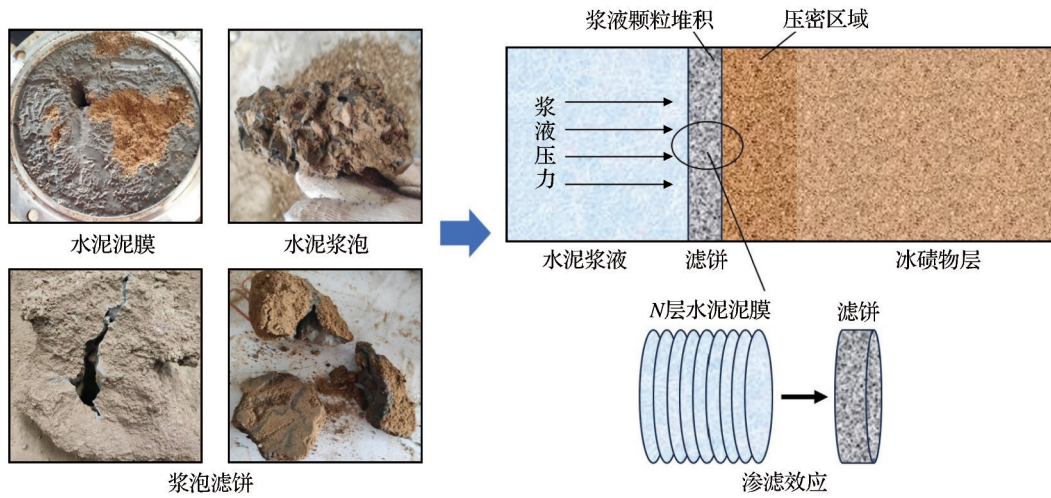 水泥泥膜
水泥浆泡
浆泡滤饼
浆液颗粒堆积
压密区域
浆液压力
水泥浆液
滤饼
冰碛物层
N层水泥泥膜
滤饼
渗滤效应